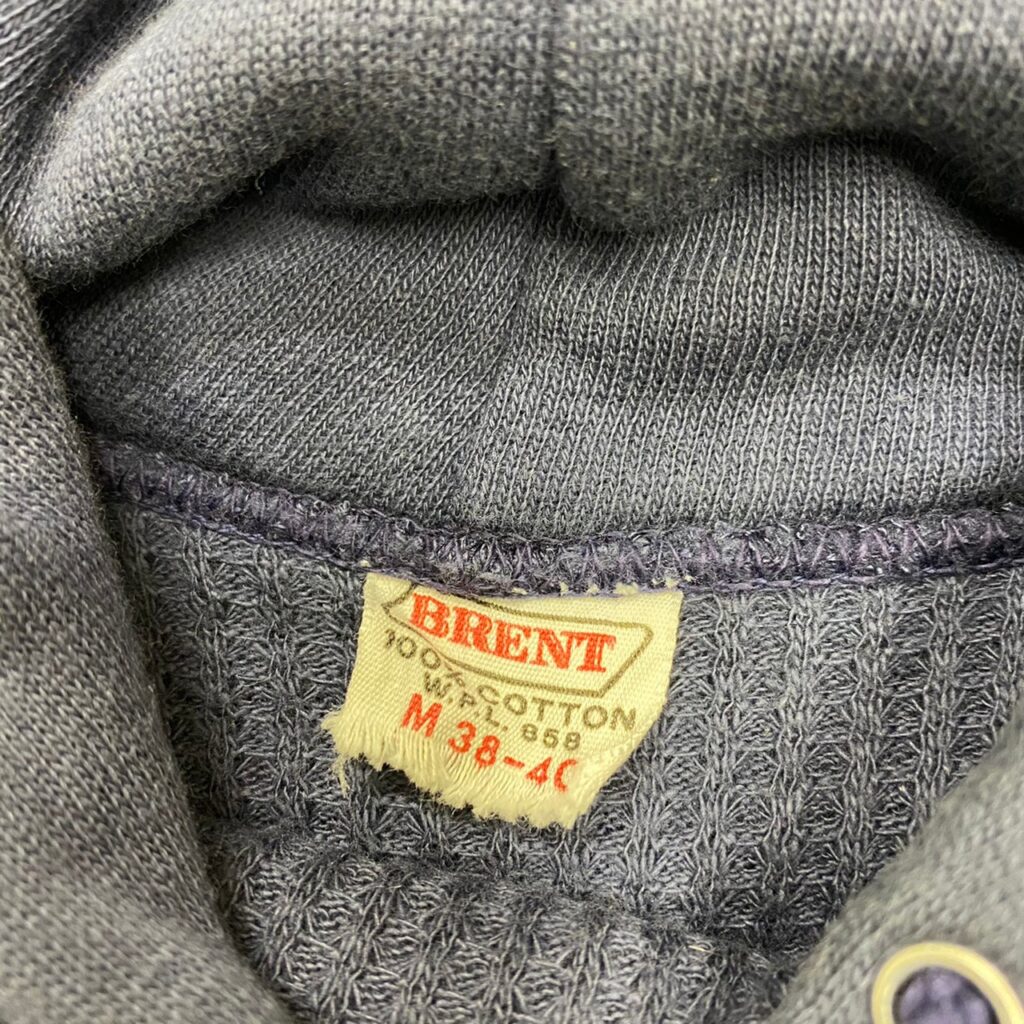 BRENT
100% COTTON
W.P.L. 858
M 38-40